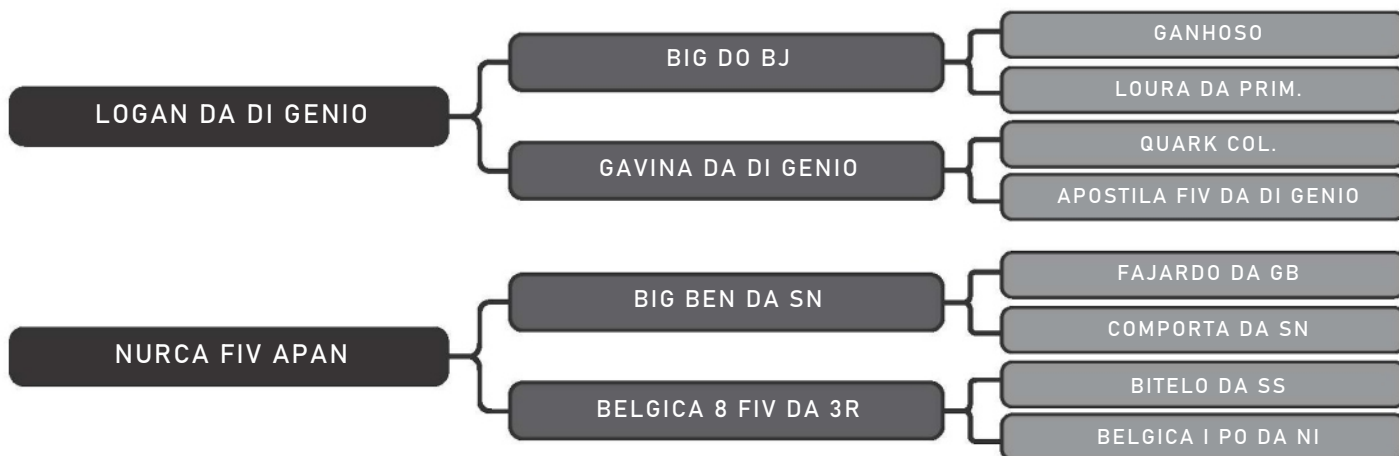 LOGAN DA DI GENIO
BIG DO BJ
GANHOSO
LOURA DA PRIM.
GAVINA DA DI GENIO
QUARK COL.
APOSTILA FIV DA DI GENIO
NURCA FIV APAN
BIG BEN DA SN
FAJARDO DA GB
COMPORTA DA SN
BELGICA 8 FIV DA 3R
BITELO DA SS
BELGICA I PO DA NI